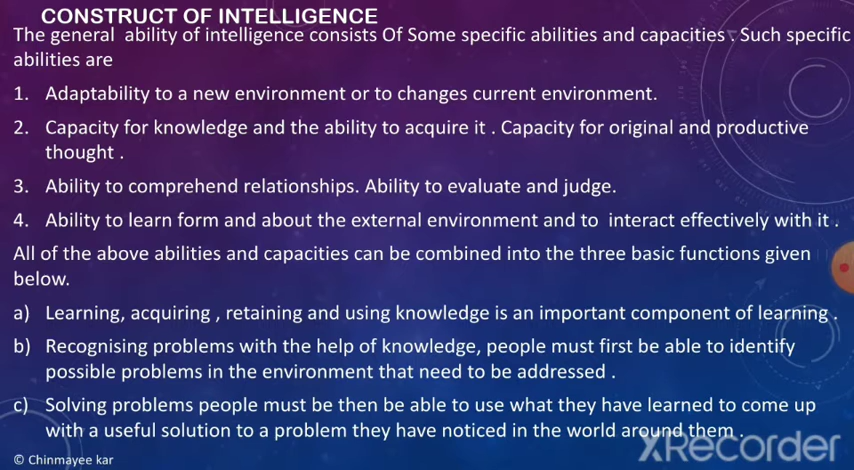 CONSTRUCT OF INTELLIGENCE
The general ability of intelligence consists Of Some specific abilities and capacities . Such specific
abilities are
1. Adaptability to a new environment or to changes current environment.
2. Capacity for knowledge and the ability to acquire it . Capacity for original and productive
thought .
3. Ability to comprehend relationships. Ability to evaluate and judge.
4. Ability to learn form and about the external environment and to interact effectively with it .
All of the above abilities and capacities can be combined into the three basic functions given
below.
a) Learning, acquiring , retaining and using knowledge is an important component of learning .
b) Recognising problems with the help of knowledge, people must first be able to identify
possible problems in the environment that need to be addressed .
c) Solving problems people must be then be able to use what they have learned to come up
with a useful solution to a problem they have noticed in the world around them .
XRecorder
© Chinmayee kar